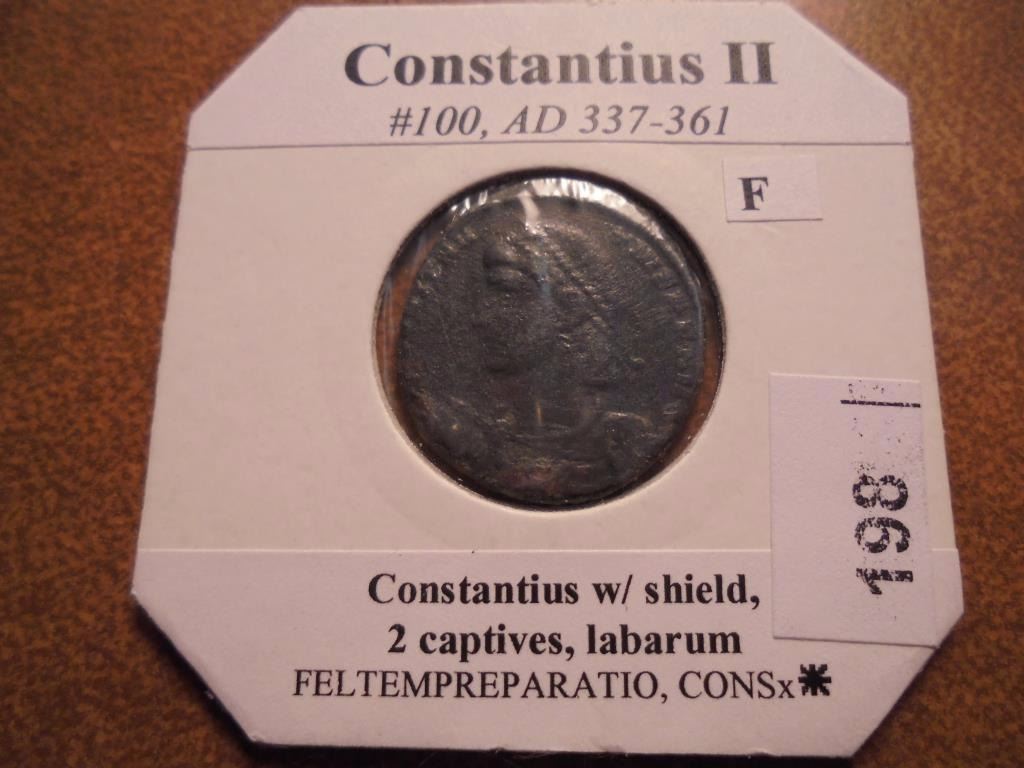 Constantius II
#100, AD 337-361
F
198
Constantius w/ shield,
2 captives, labarum
FELTEMPREPARATIO, CONSx✷